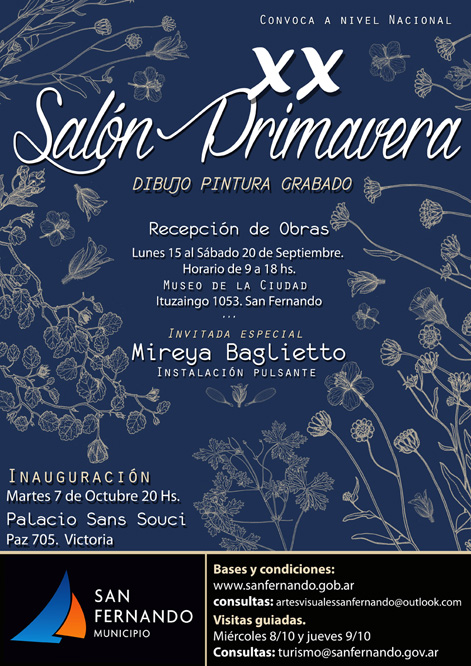 Convoca a nivel Nacional
XX
Salón Primavera
DIBUJO PINTURA GRABADO
Recepción de Obras
Lunes 15 al Sábado 20 de Septiembre.
Horario de 9 a 18 hs.
Museo de la Ciudad
Ituzaingo 1053. San Fernando
...
Invitada especial
Mireya Baglietto
Instalación pulsante
Inauguración
Martes 7 de Octubre 20 Hs.
Palacio Sans Souci
Paz 705. Victoria
SAN
FERNANDO
MUNICIPIO
Bases y condiciones:
www.sanfernando.gob.ar
consultas: artesvisualessanfernando@outlook.com
Visitas guiadas.
Miércoles 8/10 y jueves 9/10
Consultas: turismo@sanfernando.gov.ar